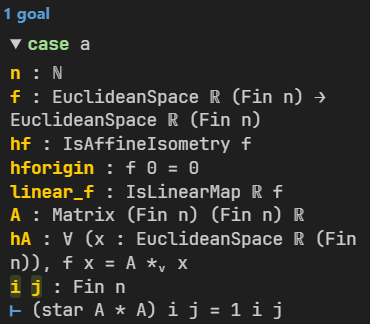 1 goal
▼ case a
n : ℕ
f : EuclideanSpace ℝ (Fin n) →
EuclideanSpace ℝ (Fin n)
hf : IsAffineIsometry f
hforigin : f 0 = 0
linear_f : IsLinearMap ℝ f
A : Matrix (Fin n) (Fin n) ℝ
hA : ∀ (x : EuclideanSpace ℝ (Fin
n)), f x = A *ᵥ x
i j : Fin n
⊢ (star A * A) i j = 1 i j